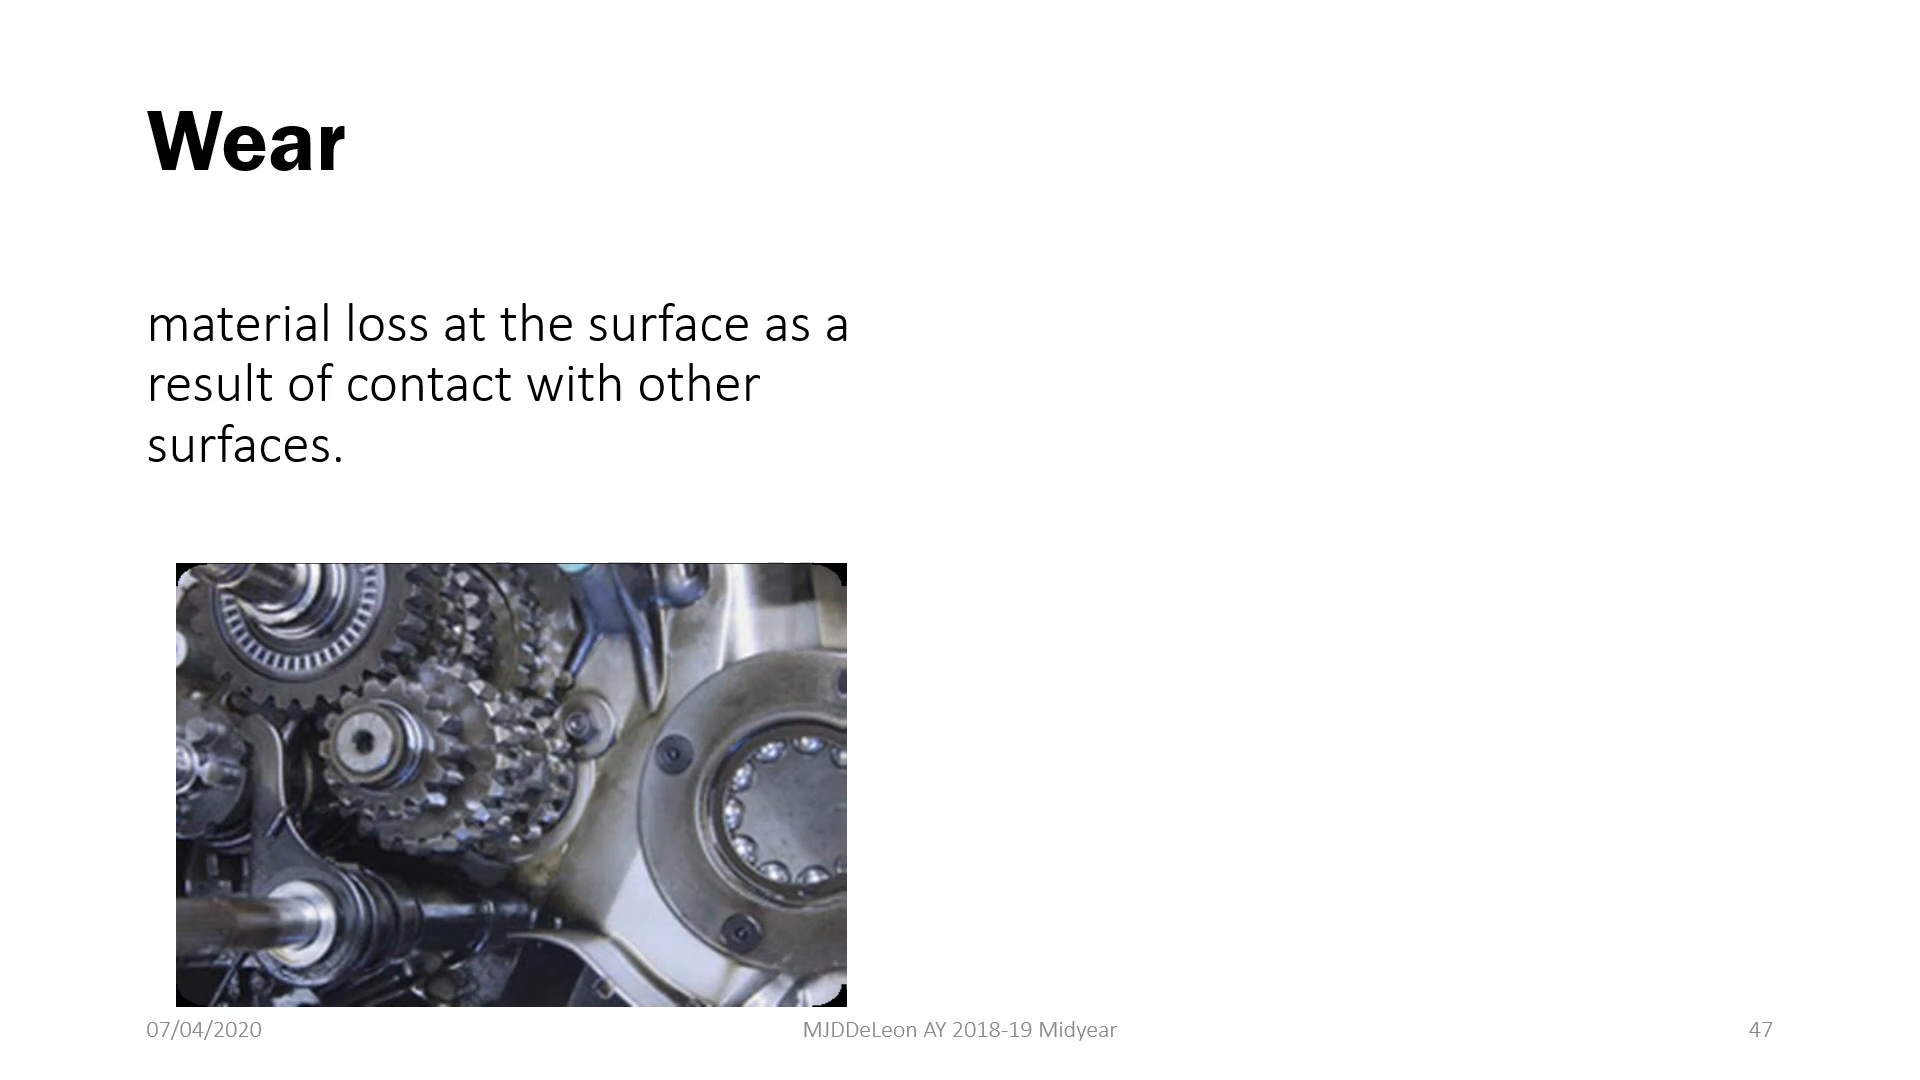 Wear
material loss at the surface as a
result of contact with other
surfaces.
07/04/2020
MJDDeLeon AY 2018-19 Midyear
47